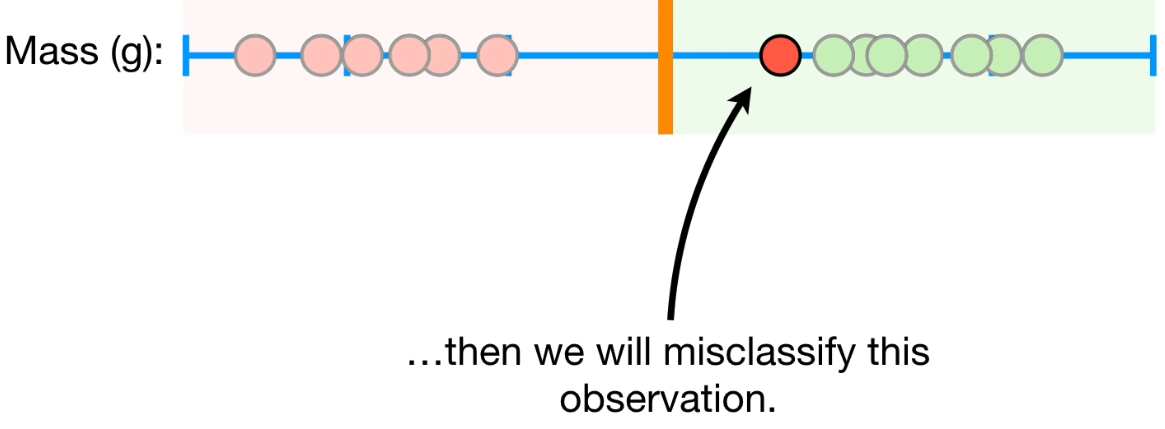 Mass (g):
…then we will misclassify this
observation.